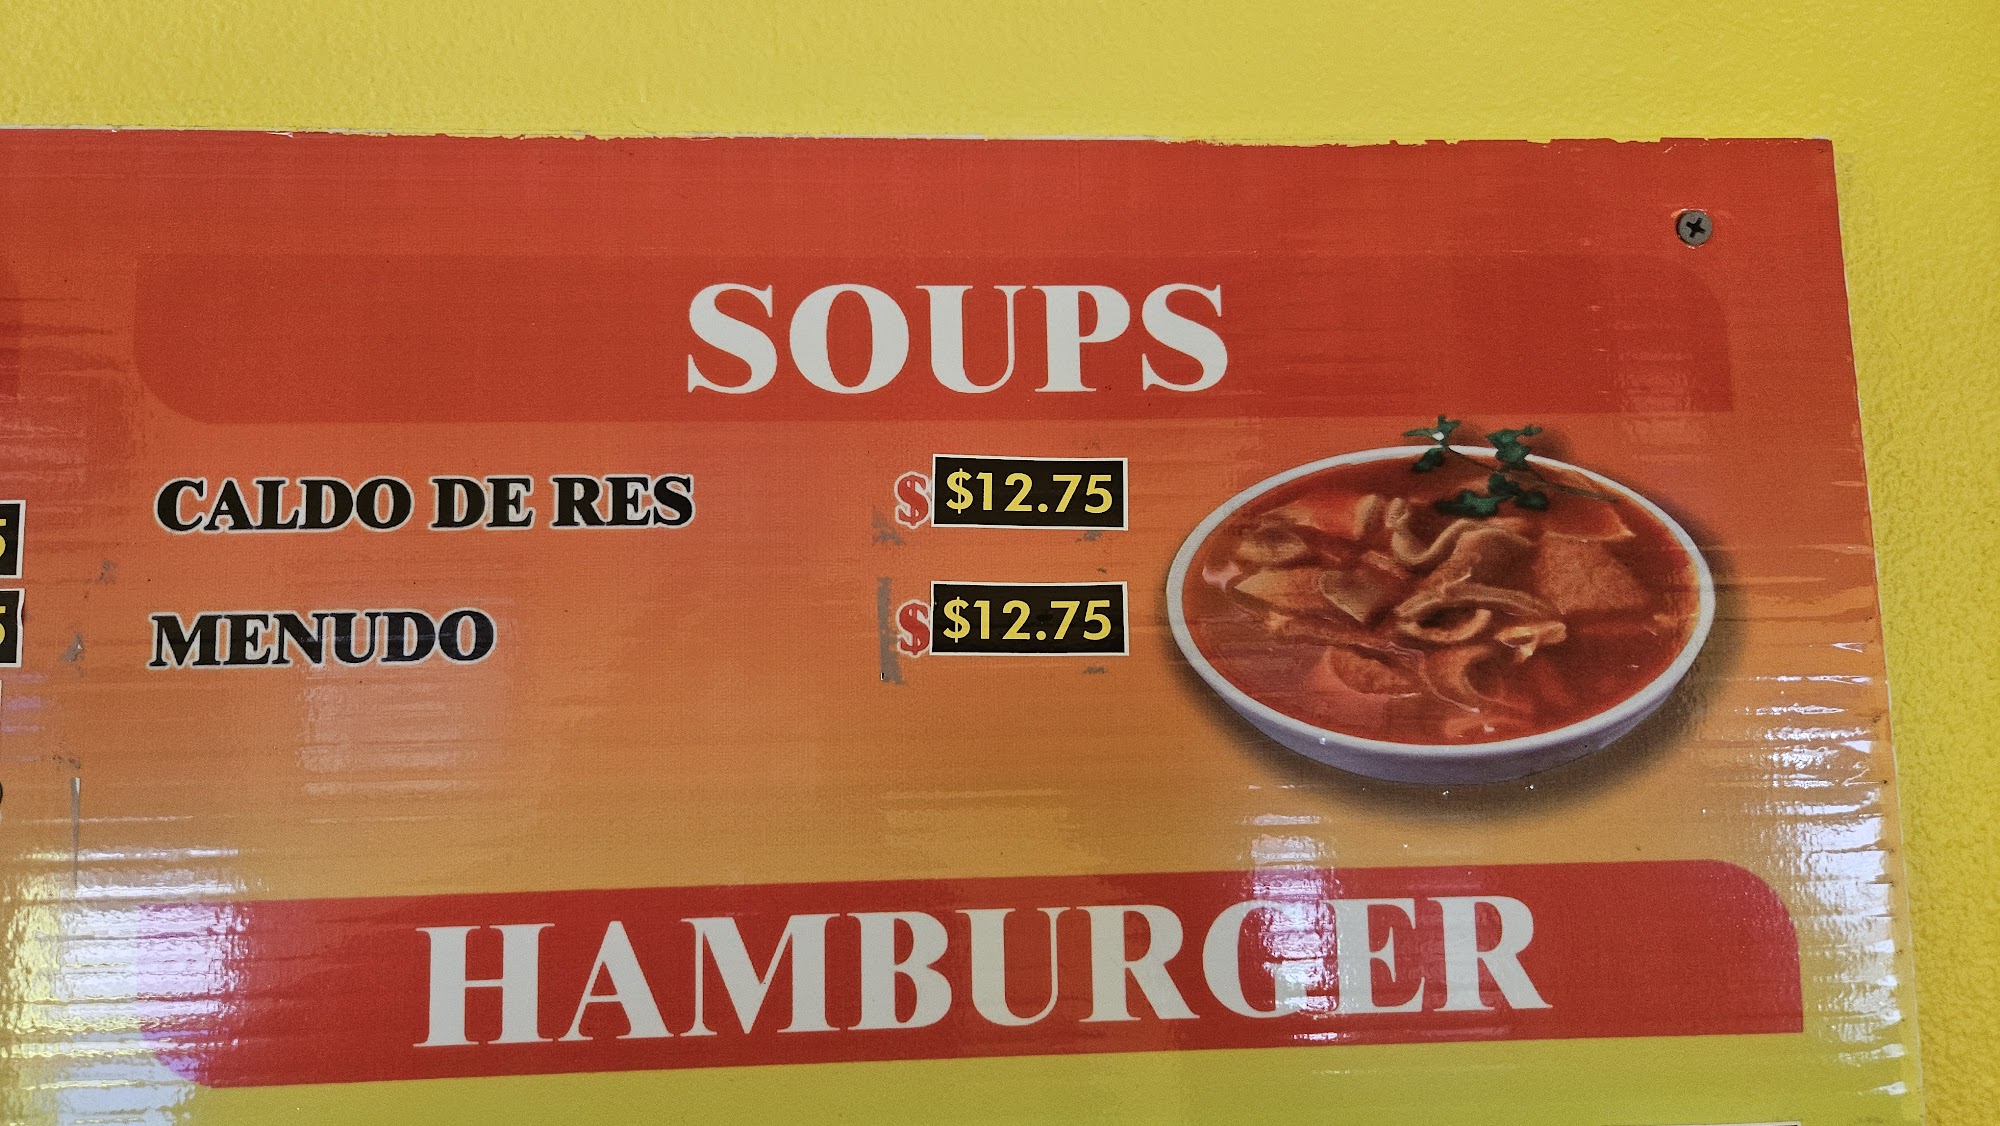 SOUPS
CALDO DE RES $ $12.75
MENUDO $ $12.75
HAMBURGER